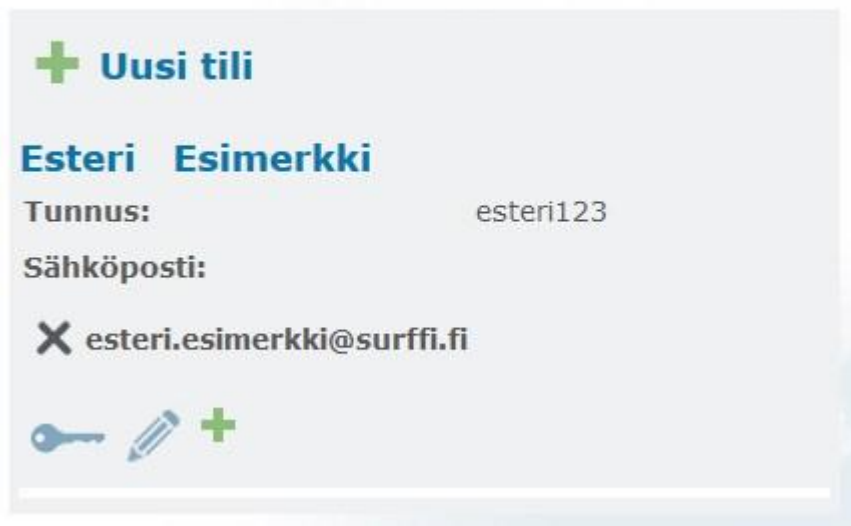 Uusi tili
Esteri Esimerkki
Tunnus: esteri123
Sähköposti:
esteri.esimerkki@surffi.fi